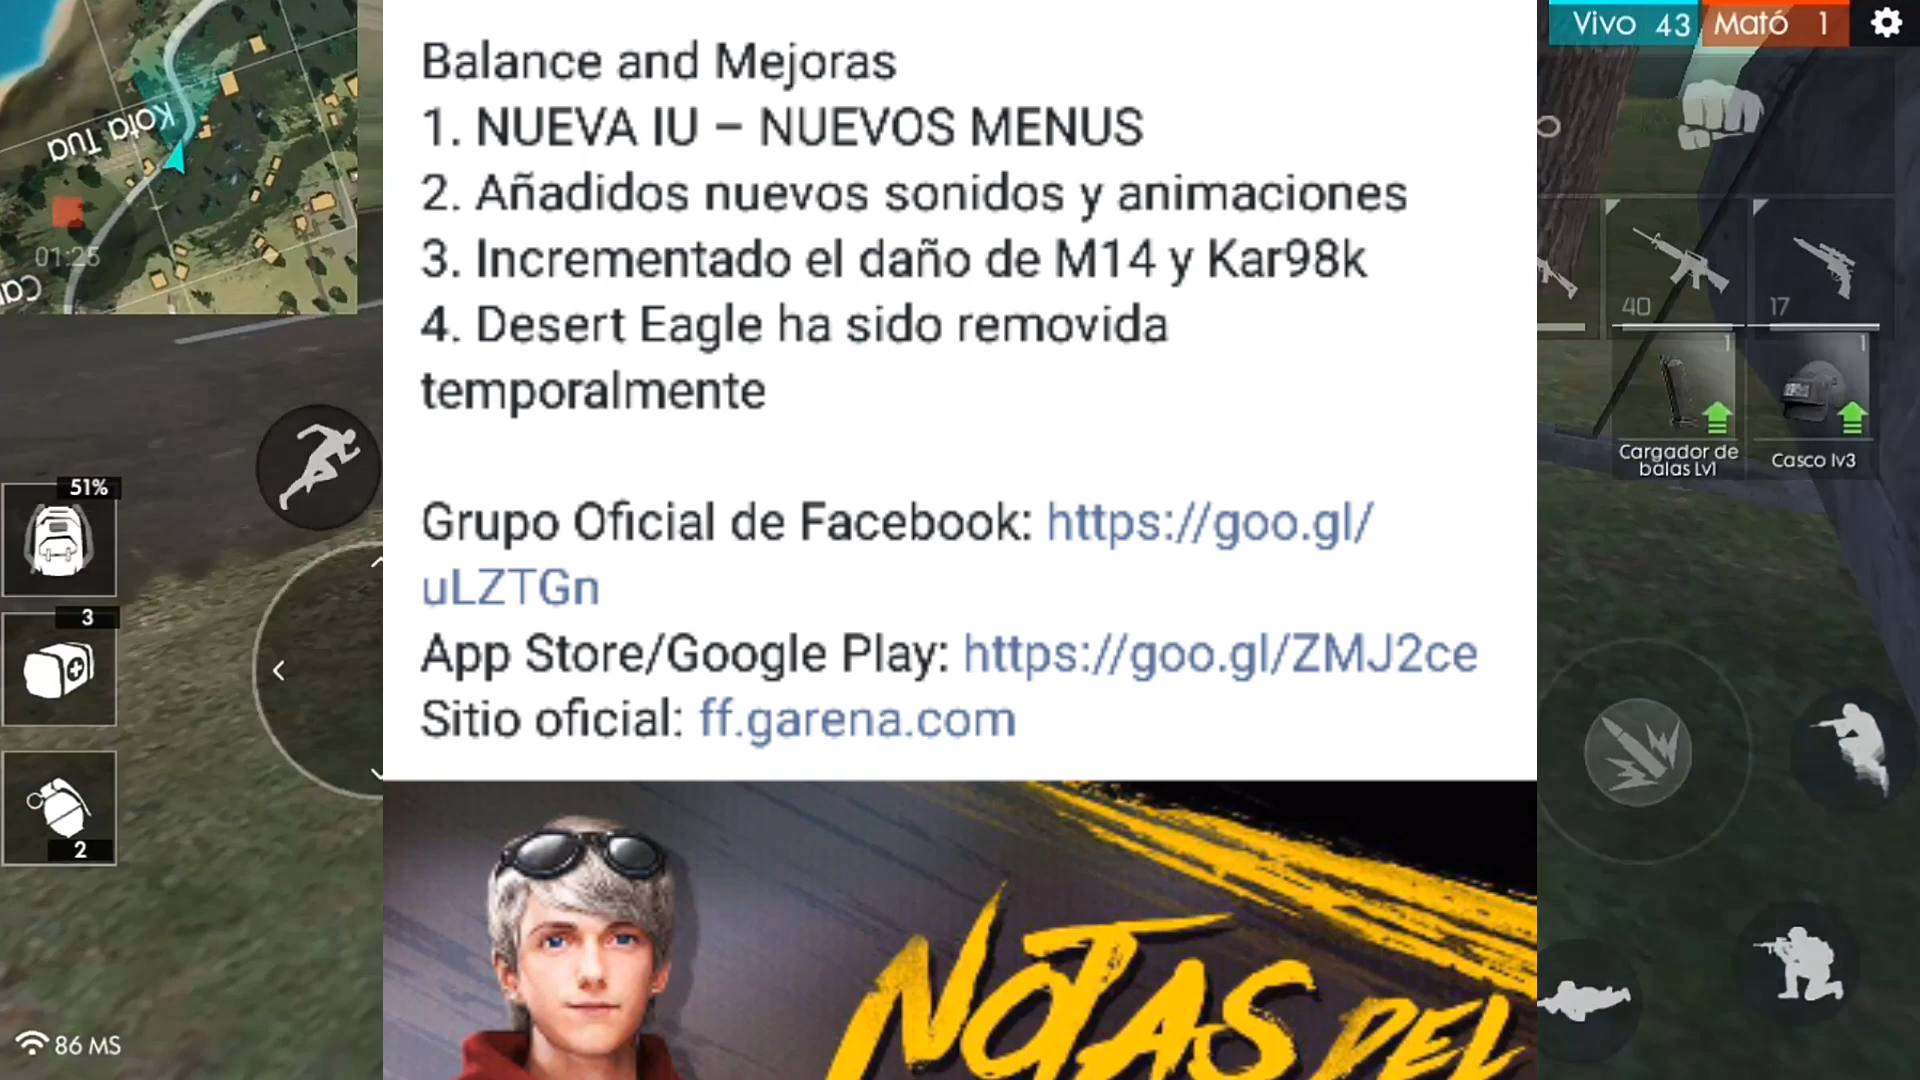 Balance and Mejoras
1. NUEVA IU – NUEVOS MENUS
2. Añadidos nuevos sonidos y animaciones
3. Incrementado el daño de M14 y Kar98k
4. Desert Eagle ha sido removida
temporalmente
Grupo Oficial de Facebook: https://goo.gl/
uLZTGn
App Store/Google Play: https://goo.gl/ZMJ2ce
Sitio oficial: ff.garena.com
NOTAS DEL
Kota Tua
01:25
51%
3
2
86 MS
Vivo 43 Mató 1
40
17
1
1
Cargador de
balas Lv1
Casco lv3